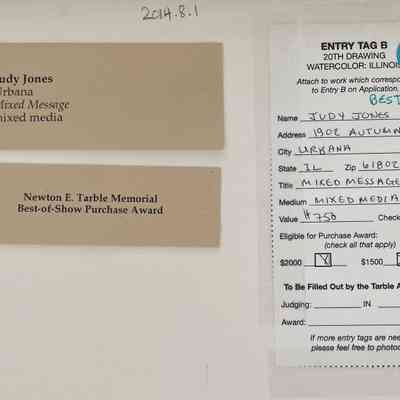 2014.8.1
udy Jones
Urbana
Mixed Message
mixed media
Newton E. Tarble Memorial
Best-of-Show Purchase Award
ENTRY TAG B
20TH DRAWING
WATERCOLOR: ILLINOIS
Attach to work which correspo
to Entry B on Application.
BEST
Name JUDY JONES
Address 1902 AUTUMN
City URBANA
State IL Zip 61802
Title MIXED MESSAGE
Medium MIXED MEDIA
Value $750 Check
Eligible for Purchase Award:
(check all that apply)
$2000 X $1500
To Be Filled Out by the Tarble A
Judging: IN
Award:
If more entry tags are need
please feel free to photoc